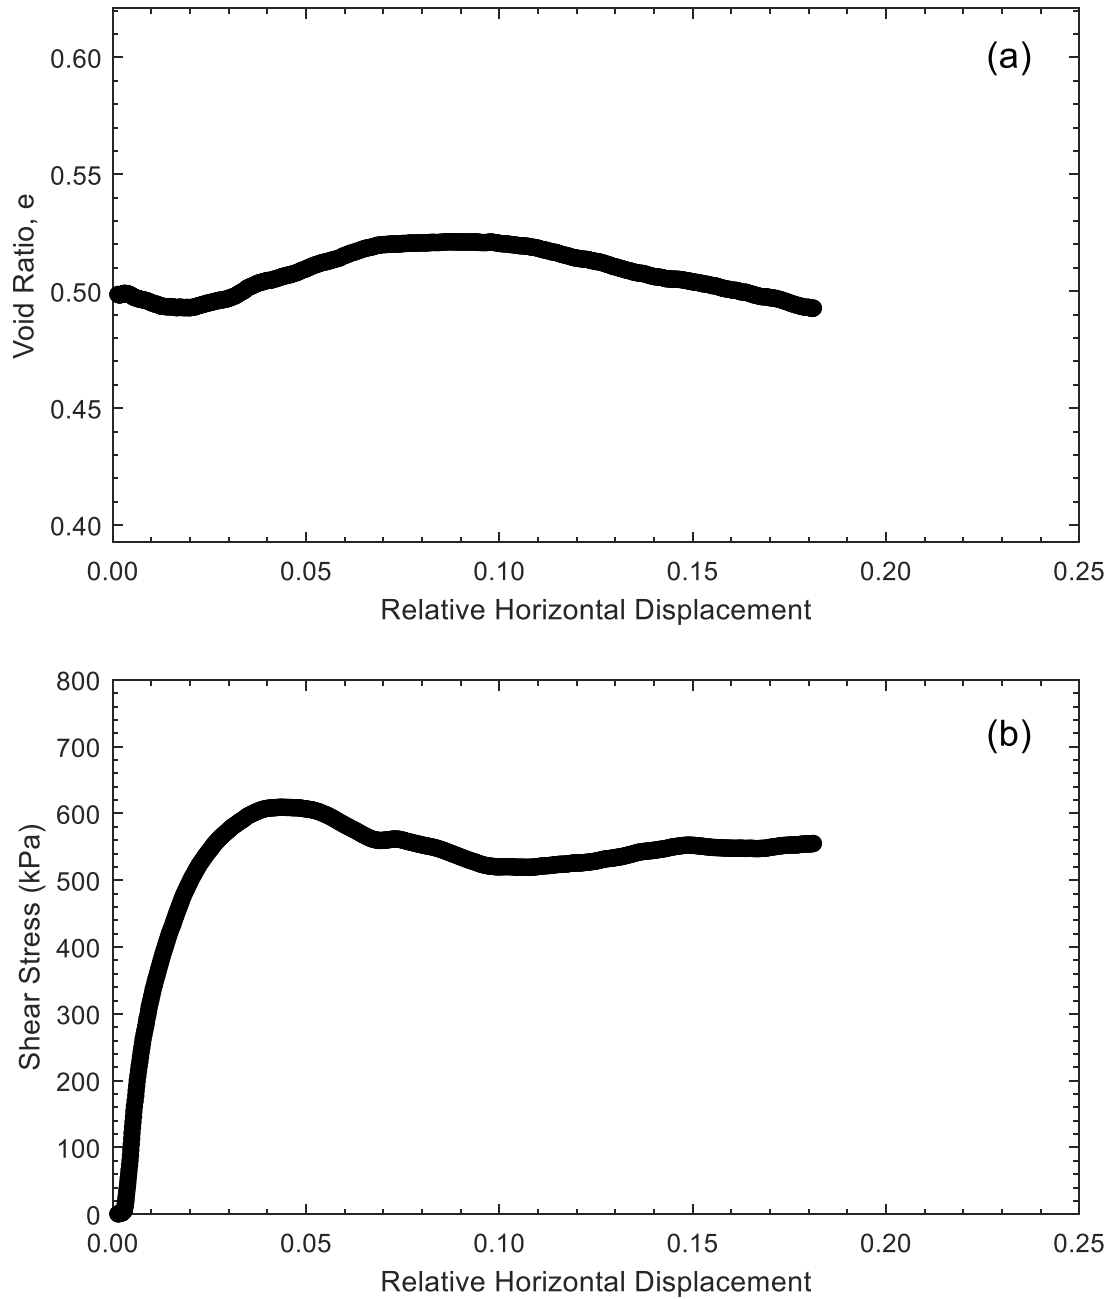 (a)
0.60
0.55
0.50
0.45
0.40
Void Ratio, e
0.00 0.05 0.10 0.15 0.20 0.25
Relative Horizontal Displacement
(b)
800
700
600
500
400
300
200
100
0
Shear Stress (kPa)
0.00 0.05 0.10 0.15 0.20 0.25
Relative Horizontal Displacement